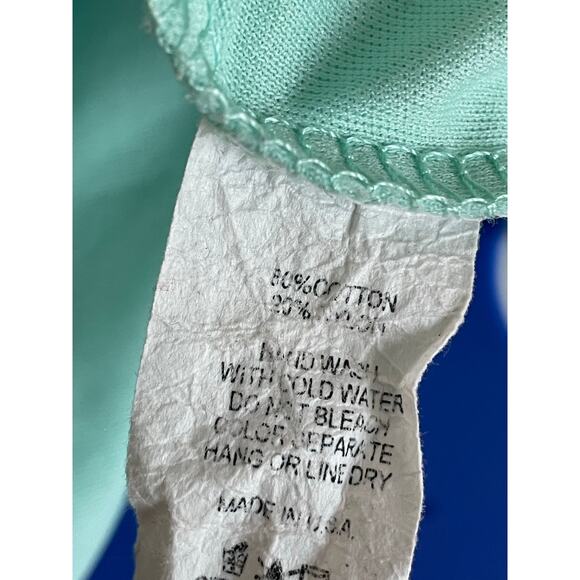 80%COTTON
20%NYLON
HAND WASH
WITH COLD WATER
DO NOT BLEACH
COLOR SEPARATE
HANG OR LINE DRY
MADE IN U.S.A.